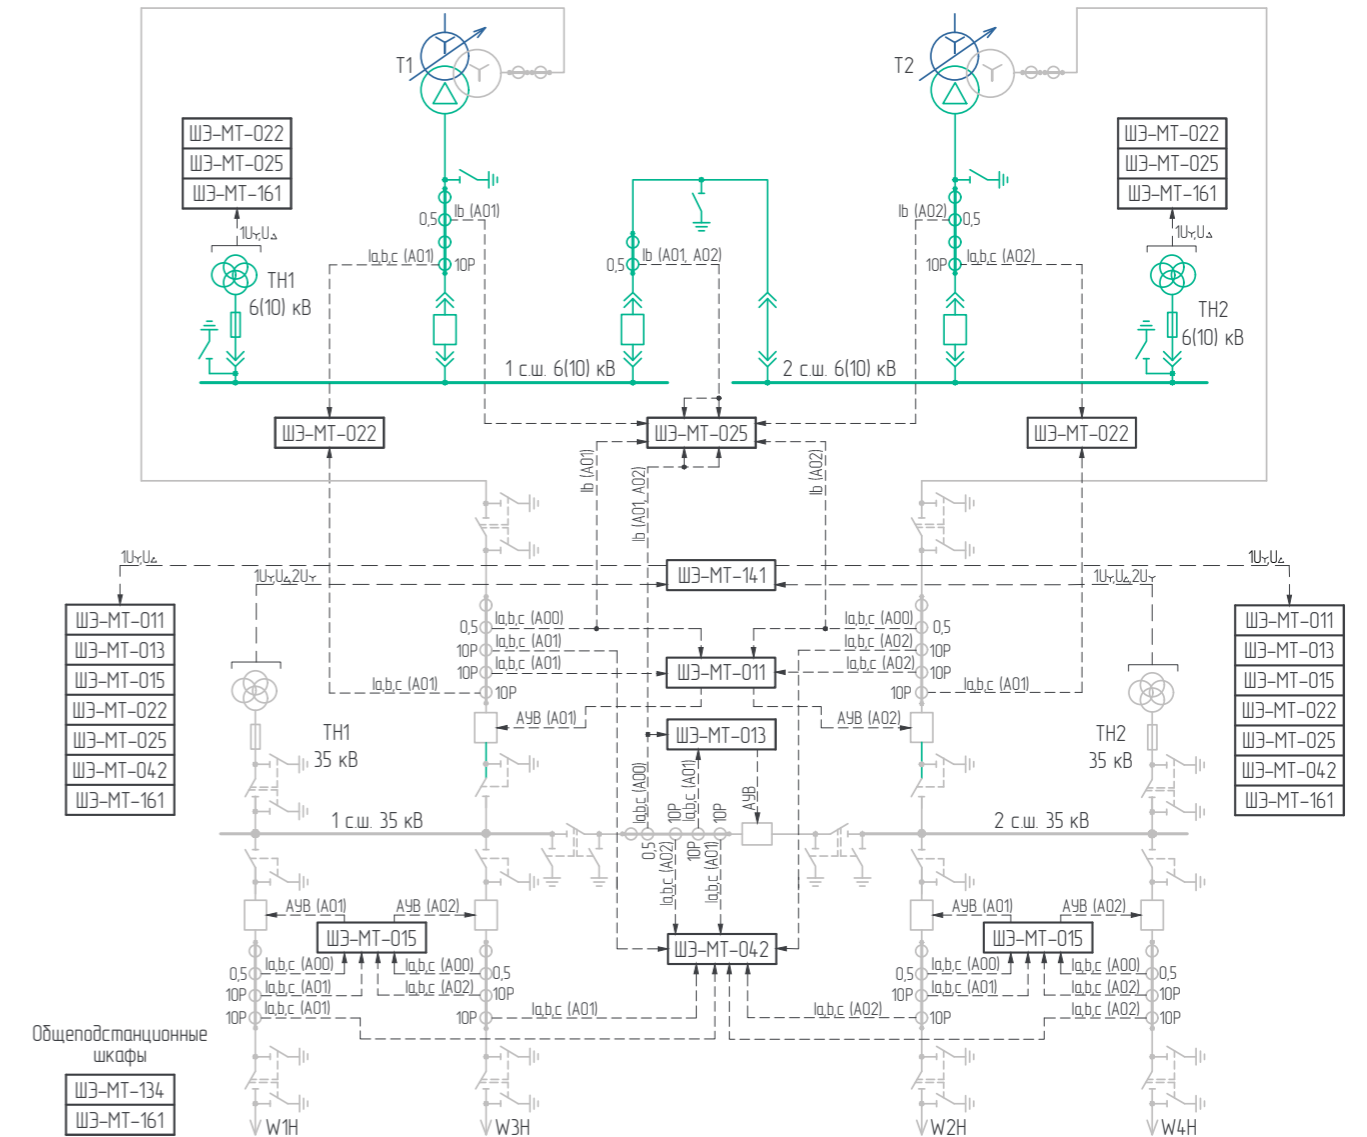 T1
T2
ШЭ-МТ-022
ШЭ-МТ-025
ШЭ-МТ-161
ШЭ-МТ-022
ШЭ-МТ-025
ШЭ-МТ-161
0,5
Ib (A01)
Ib (A02)
0,5
1UY,UΔ
1UY,UΔ
Ia,b,c (A01)
10P
0,5
Ib (A01, A02)
10P
Ia,b,c (A02)
ТН1
6(10) кВ
ТН2
6(10) кВ
1 с.ш. 6(10) кВ
2 с.ш. 6(10) кВ
ШЭ-МТ-022
ШЭ-МТ-025
ШЭ-МТ-022
Ib (A01)
Ib (A01, A02)
Ib (A02)
1UY,UΔ
1UY,UΔ
1UY,UΔ,2UY
ШЭ-МТ-141
1UY,UΔ,2UY
ШЭ-МТ-011
ШЭ-МТ-013
ШЭ-МТ-015
ШЭ-МТ-022
ШЭ-МТ-025
ШЭ-МТ-042
ШЭ-МТ-161
ШЭ-МТ-011
ШЭ-МТ-013
ШЭ-МТ-015
ШЭ-МТ-022
ШЭ-МТ-025
ШЭ-МТ-042
ШЭ-МТ-161
0,5
Ia,b,c (A00)
Ia,b,c (A00)
0,5
10P
Ia,b,c (A01)
Ia,b,c (A02)
10P
10P
Ia,b,c (A01)
ШЭ-МТ-011
Ia,b,c (A02)
10P
Ia,b,c (A01)
10P
10P
Ia,b,c (A01)
АУВ (A01)
АУВ (A02)
ТН1
35 кВ
ШЭ-МТ-013
ТН2
35 кВ
Ia,b,c (A00)
10P
Ia,b,c (A01)
10P
АУВ
1 с.ш. 35 кВ
2 с.ш. 35 кВ
0,5
Ia,b,c (A02)
10P
Ia,b,c (A01)
АУВ (A01)
АУВ (A02)
АУВ (A01)
АУВ (A02)
ШЭ-МТ-015
ШЭ-МТ-042
ШЭ-МТ-015
0,5
Ia,b,c (A00)
Ia,b,c (A00)
0,5
0,5
Ia,b,c (A00)
Ia,b,c (A00)
0,5
10P
Ia,b,c (A01)
Ia,b,c (A02)
10P
Ia,b,c (A01)
Ia,b,c (A02)
10P
10P
Ia,b,c (A01)
10P
Ia,b,c (A01)
Ia,b,c (A02)
10P
Ia,b,c (A02)
10P
Общеподстанционные
шкафы
ШЭ-МТ-134
ШЭ-МТ-161
W1H
W3H
W2H
W4H